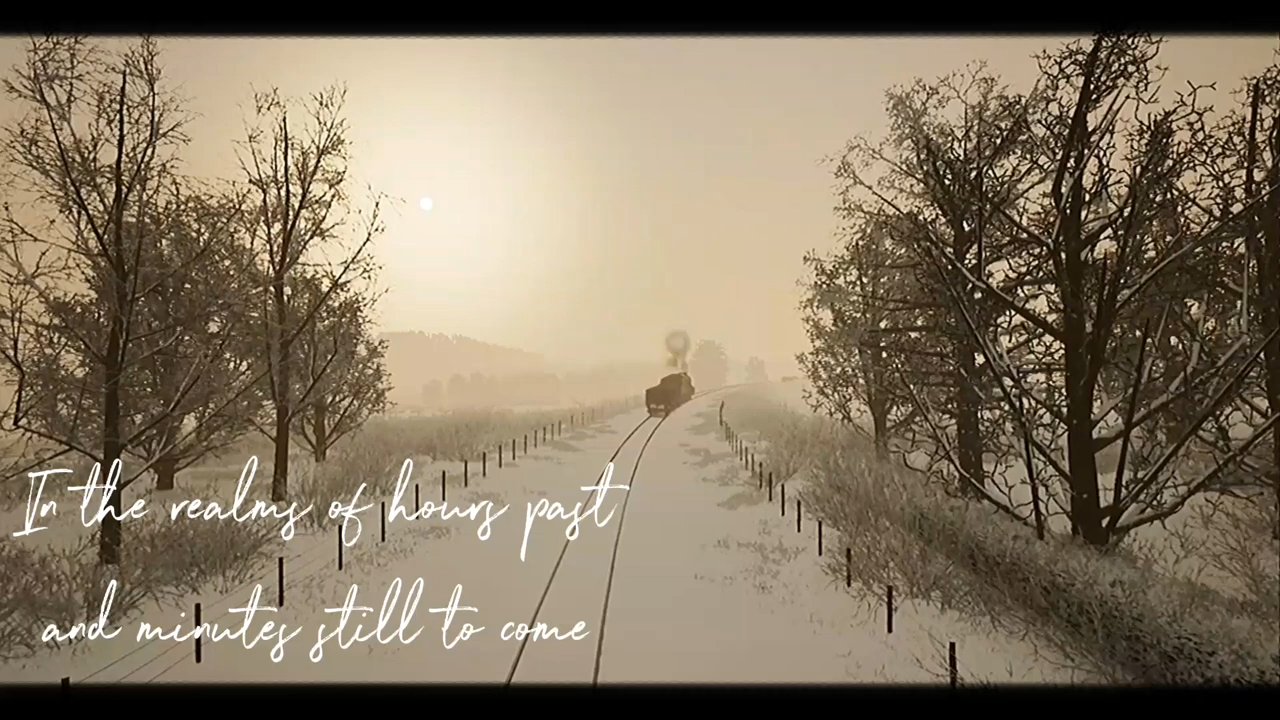 In the realms of hours past
and minutes still to come